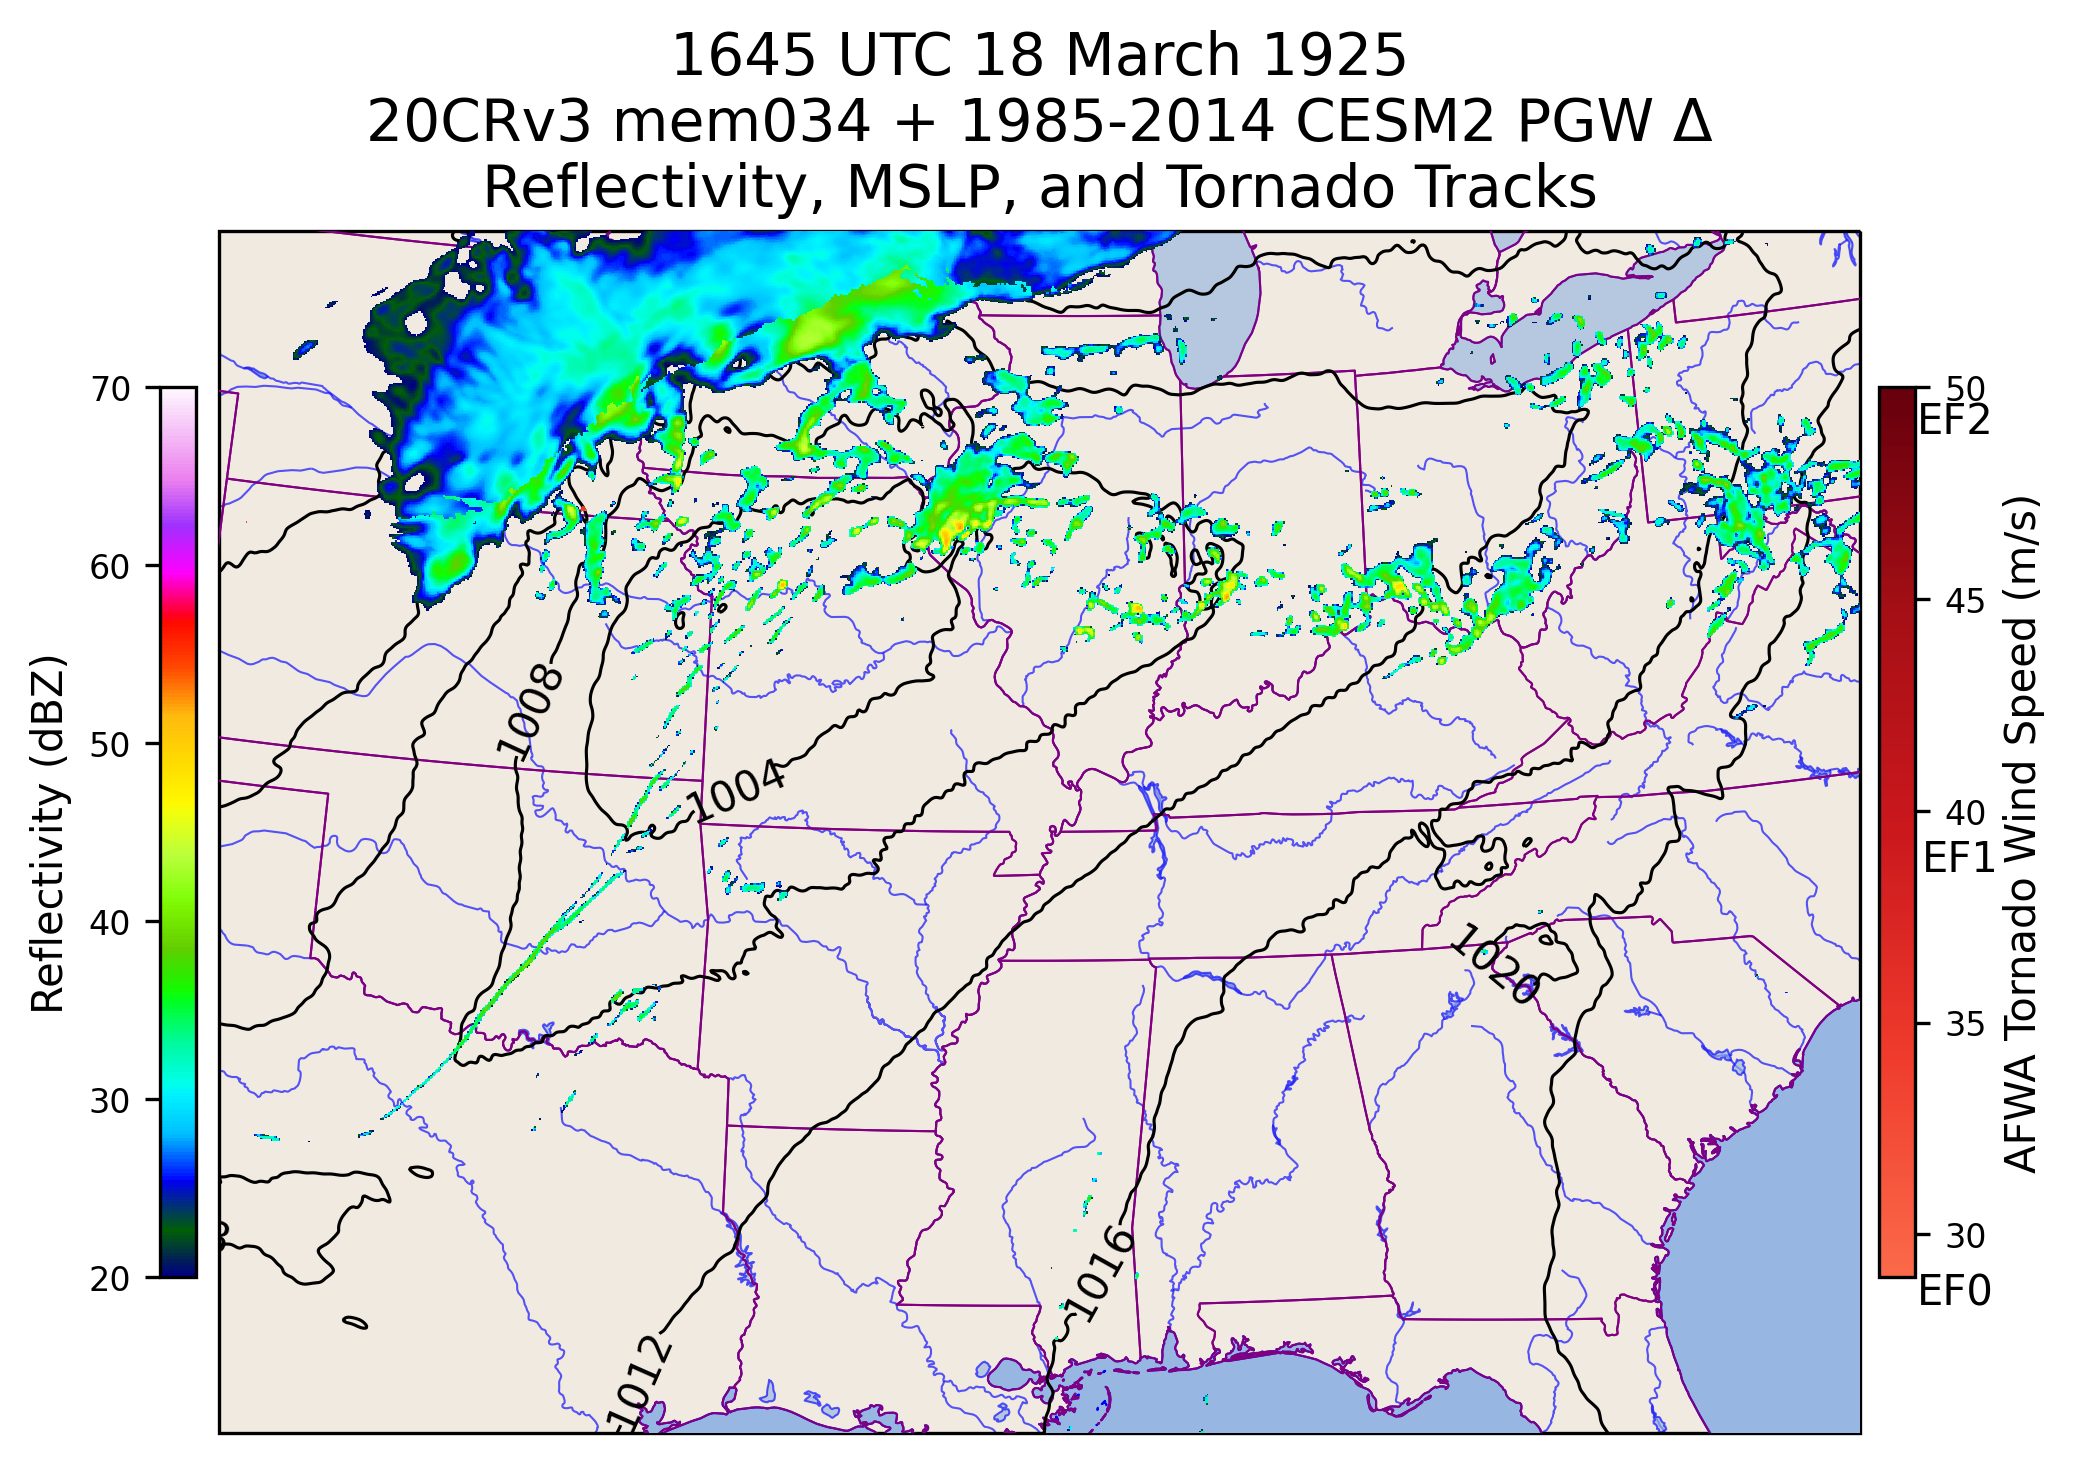 1645 UTC 18 March 1925
20CRv3 mem034 + 1985-2014 CESM2 PGW Δ
Reflectivity, MSLP, and Tornado Tracks
70
60
50
40
30
20
Reflectivity (dBZ)
1008
1004
1020
1016
1012
50
EF2
45
40
EF1
35
30
EF0
AFWA Tornado Wind Speed (m/s)